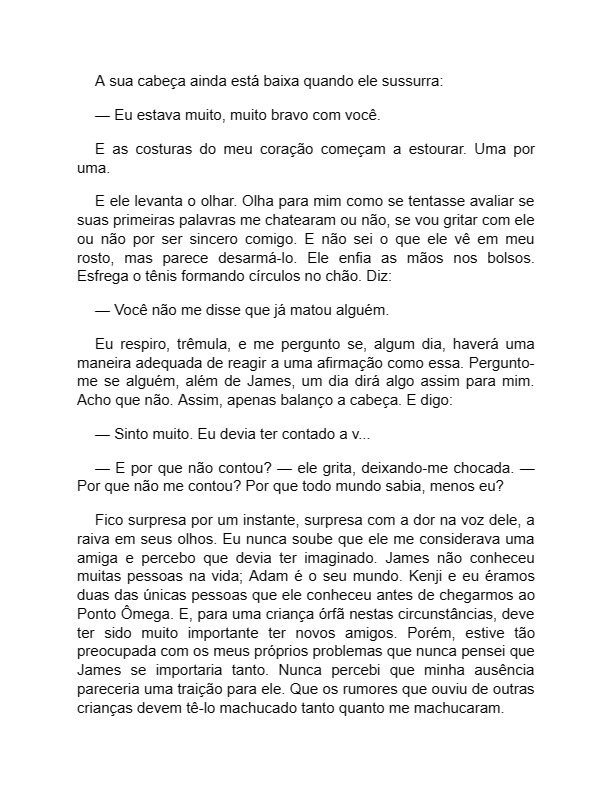 A sua cabeça ainda está baixa quando ele sussurra:
— Eu estava muito, muito bravo com você.
E as costuras do meu coração começam a estourar. Uma por
uma.
E ele levanta o olhar. Olha para mim como se tentasse avaliar se
suas primeiras palavras me chatearam ou não, se vou gritar com ele
ou não por ser sincero comigo. E não sei o que ele vê em meu
rosto, mas parece desarmá-lo. Ele enfia as mãos nos bolsos.
Esfrega o tênis formando círculos no chão. Diz:
— Você não me disse que já matou alguém.
Eu respiro, trêmula, e me pergunto se, algum dia, haverá uma
maneira adequada de reagir a uma afirmação como essa. Pergunto-
me se alguém, além de James, um dia dirá algo assim para mim.
Acho que não. Assim, apenas balanço a cabeça. E digo:
— Sinto muito. Eu devia ter contado a v...
— E por que não contou? — ele grita, deixando-me chocada. —
Por que não me contou? Por que todo mundo sabia, menos eu?
Fico surpresa por um instante, surpresa com a dor na voz dele, a
raiva em seus olhos. Eu nunca soube que ele me considerava uma
amiga e percebo que devia ter imaginado. James não conheceu
muitas pessoas na vida; Adam é o seu mundo. Kenji e eu éramos
duas das únicas pessoas que ele conheceu antes de chegarmos ao
Ponto Ômega. E, para uma criança órfã nestas circunstâncias, deve
ter sido muito importante ter novos amigos. Porém, estive tão
preocupada com os meus próprios problemas que nunca pensei que
James se importaria tanto. Nunca percebi que minha ausência
pareceria uma traição para ele. Que os rumores que ouviu de outras
crianças devem tê-lo machucado tanto quanto me machucaram.